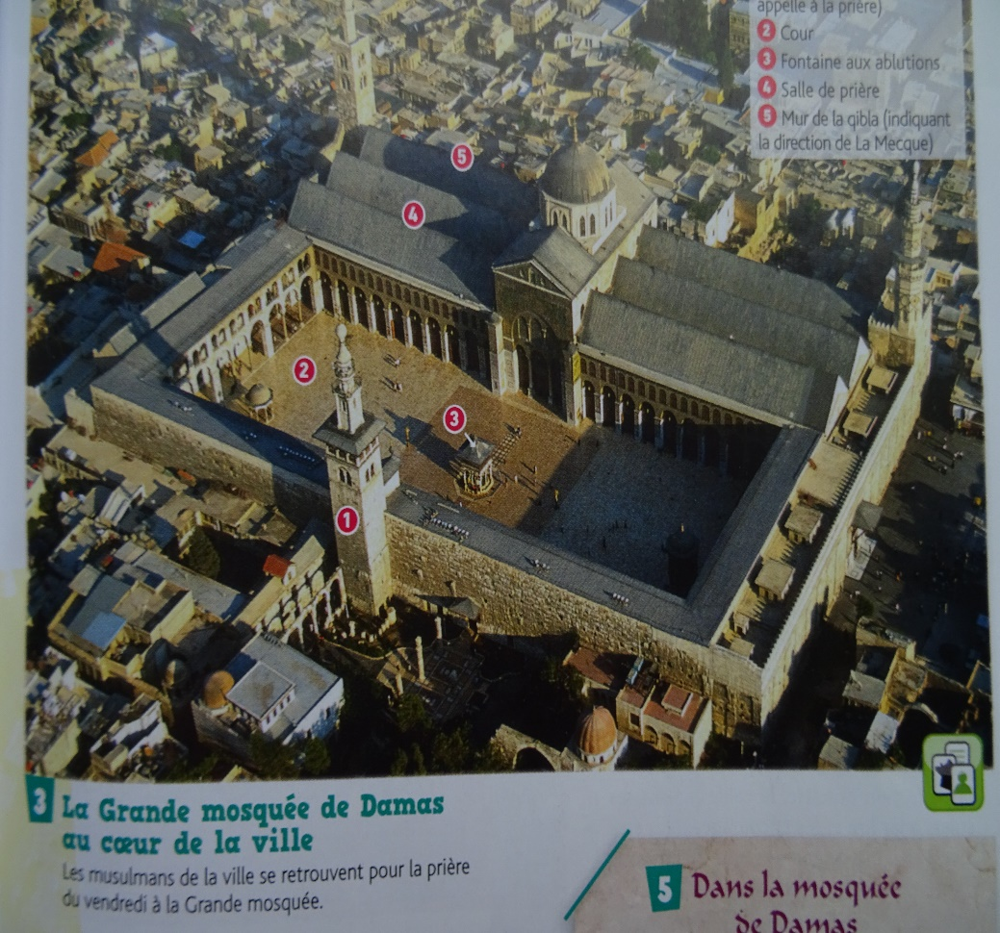 appelle à la prière)
2 Cour
3 Fontaine aux ablutions
4 Salle de prière
5 Mur de la qibla (indiquant
la direction de La Mecque)
5
4
2
3
1
3 La Grande mosquée de Damas
au cœur de la ville
Les musulmans de la ville se retrouvent pour la prière
du vendredi à la Grande mosquée.
5 Dans la mosquée
de Damas